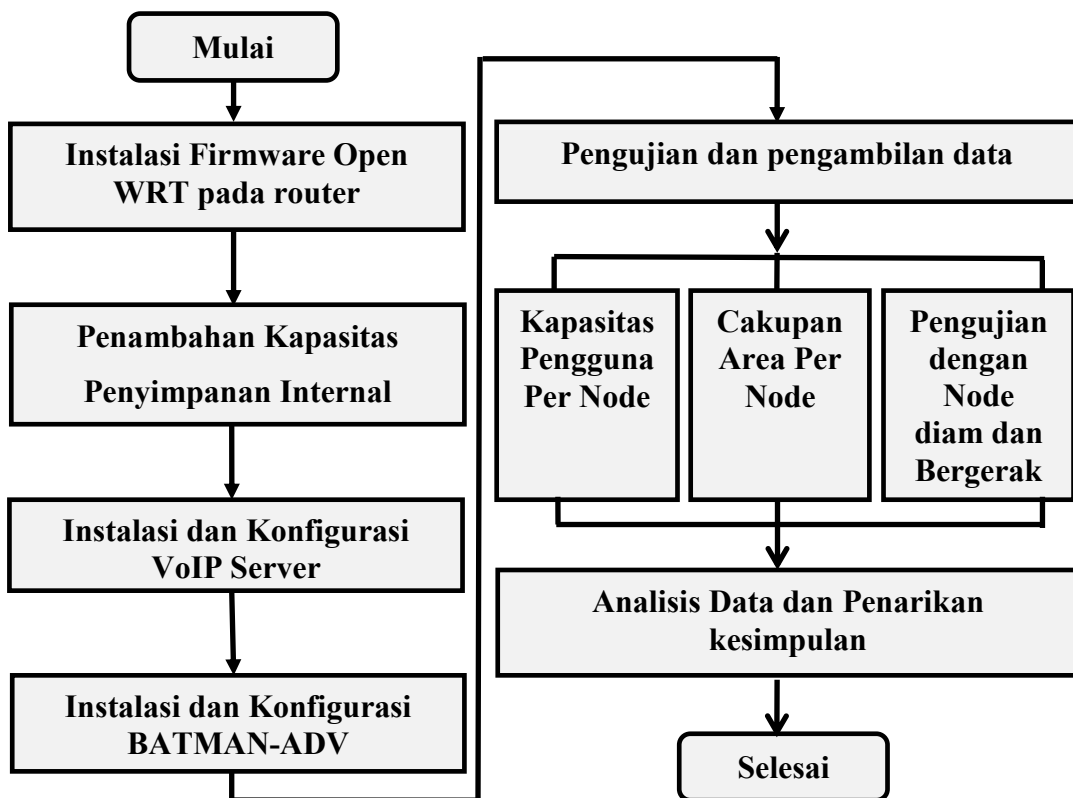 Mulai
Instalasi Firmware Open
WRT pada router
Penambahan Kapasitas
Penyimpanan Internal
Instalasi dan Konfigurasi
VoIP Server
Instalasi dan Konfigurasi
BATMAN-ADV
Pengujian dan pengambilan data
Kapasitas
Pengguna
Per Node
Cakupan
Area Per
Node
Pengujian
dengan
Node
diam dan
Bergerak
Analisis Data dan Penarikan
kesimpulan
Selesai